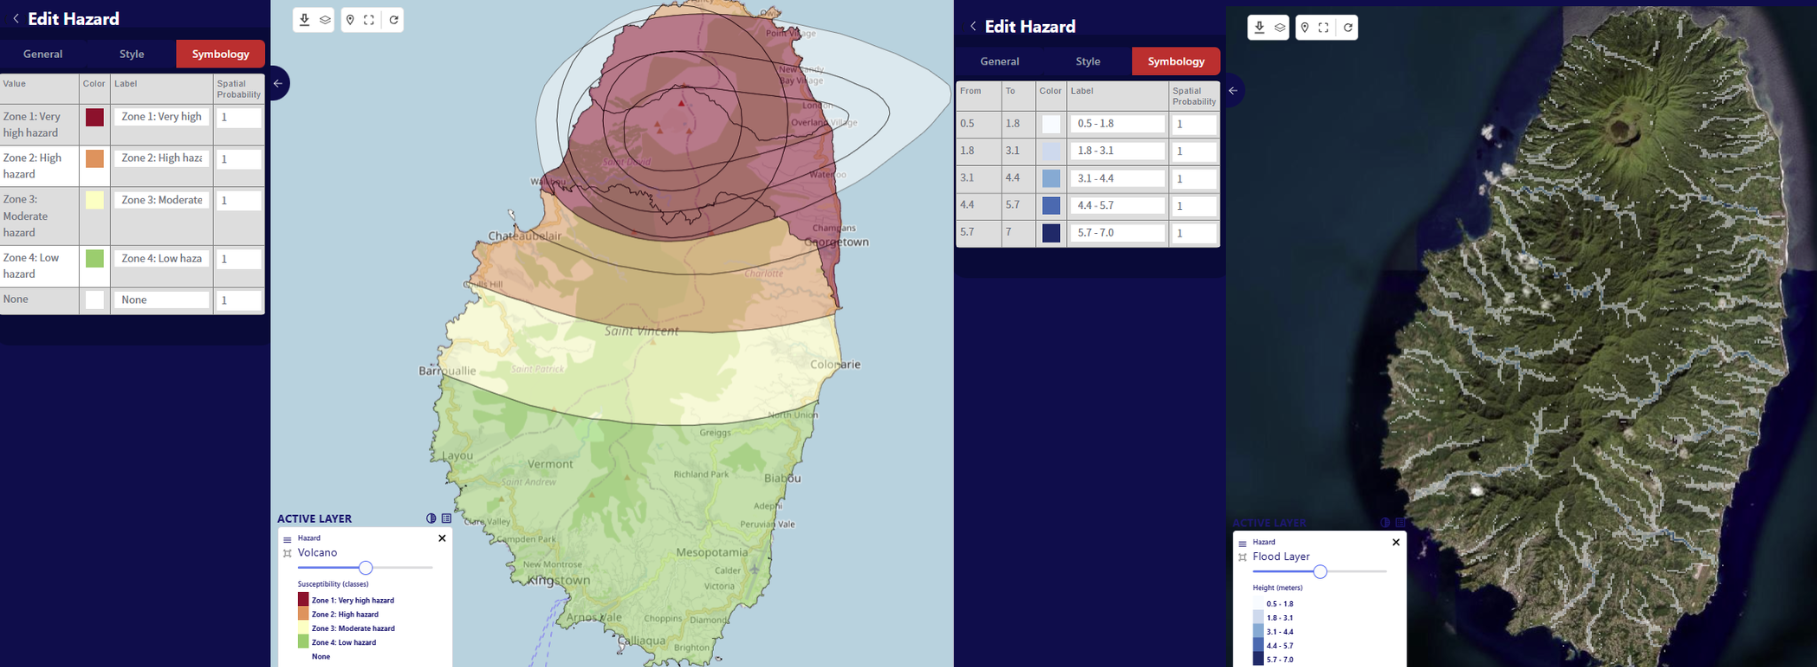 Edit Hazard
General Style Symbology
Value Color Label Spatial Probability
Zone 1: Very high hazard Zone 1: Very high 1
Zone 2: High hazard Zone 2: High haza 1
Zone 3: Moderate hazard Zone 3: Moderate 1
Zone 4: Low hazard Zone 4: Low haza 1
None None 1
Point Village
New Sandy Bay Village
London
Overland Village
Saint David
Waterloo
Chateaubelair
Georgetown
Charlotte
Saint Vincent
Colonarie
Saint Patrick
Barrouallie
North Union
Greiggs
Layou
Vermont
Richland Park
Biabou
Saint Andrew
Adephi
Clare Valley
Peruvian Vale
Campden Park
Mesopotamia
New Montrose
Calder
Kingstown
Victoria
Arnos Vale
Choppins
Diamond
Calliaqua
Brighton
ACTIVE LAYER
Hazard
Volcano
Susceptibility (classes)
Zone 1: Very high hazard
Zone 2: High hazard
Zone 3: Moderate hazard
Zone 4: Low hazard
None
Edit Hazard
General Style Symbology
From To Color Label Spatial Probability
0.5 1.8 0.5 - 1.8 1
1.8 3.1 1.8 - 3.1 1
3.1 4.4 3.1 - 4.4 1
4.4 5.7 4.4 - 5.7 1
5.7 7 5.7 - 7.0 1
ACTIVE LAYER
Hazard
Flood Layer
Height (meters)
0.5 - 1.8
1.8 - 3.1
3.1 - 4.4
4.4 - 5.7
5.7 - 7.0